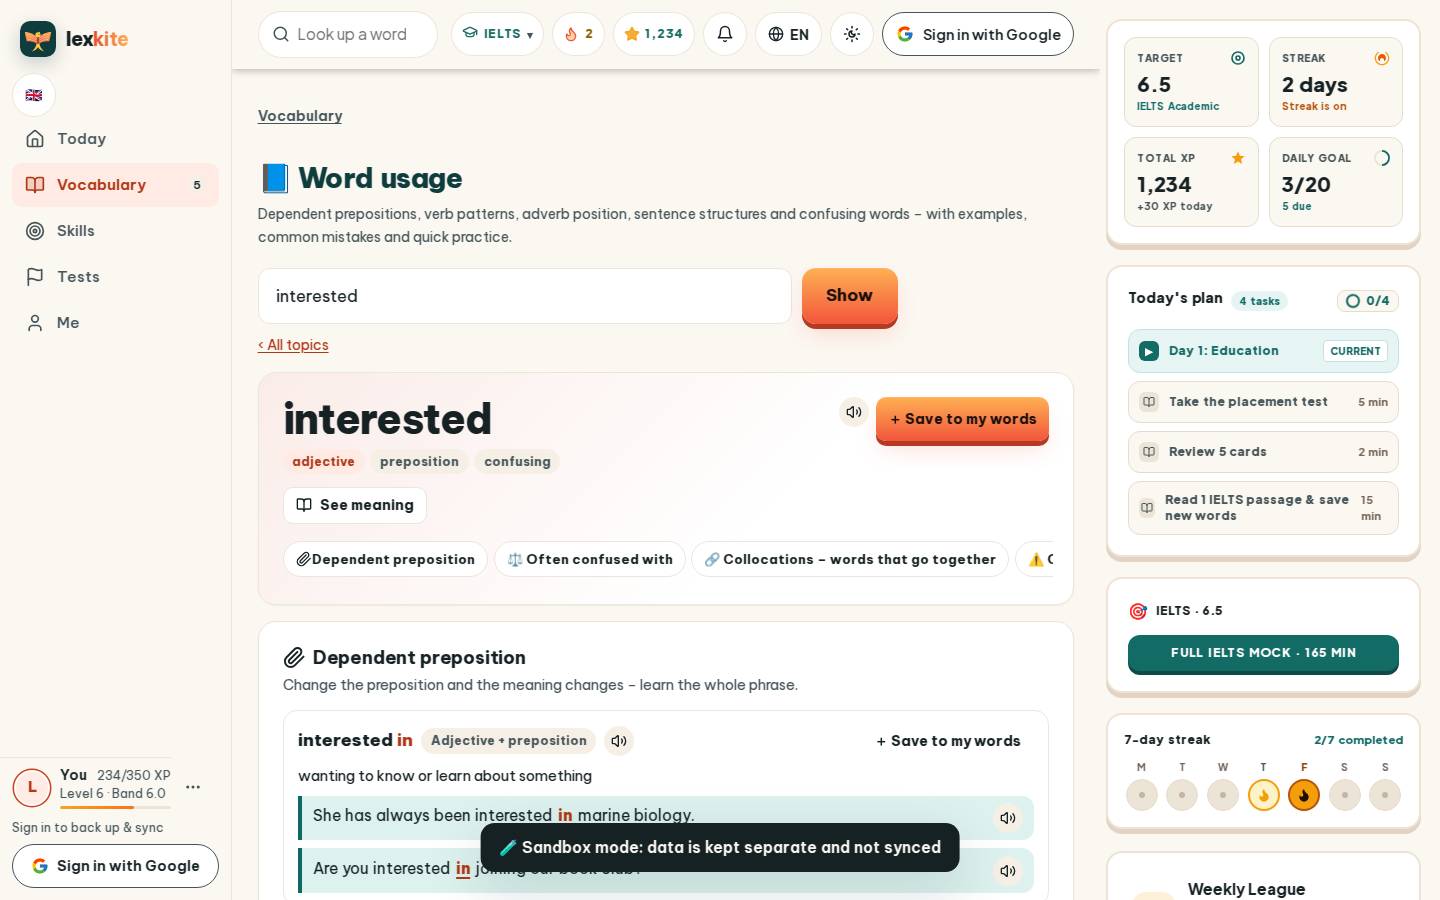 lexkite
Today
Vocabulary 5
Skills
Tests
Me
You 234/350 XP
L
Level 6 · Band 6.0
Sign in to back up & sync
Sign in with Google
Look up a word
IELTS ▾
2
1,234
EN
Sign in with Google
Vocabulary
📘 Word usage
Dependent prepositions, verb patterns, adverb position, sentence structures and confusing words – with examples,
common mistakes and quick practice.
interested
Show
‹ All topics
interested
+ Save to my words
adjective preposition confusing
See meaning
Dependent preposition
⚖️ Often confused with
🔗 Collocations – words that go together
Dependent preposition
Change the preposition and the meaning changes – learn the whole phrase.
interested in Adjective + preposition
+ Save to my words
wanting to know or learn about something
She has always been interested in marine biology.
Are you interested in
🧪 Sandbox mode: data is kept separate and not synced
TARGET
6.5
IELTS Academic
STREAK
2 days
Streak is on
TOTAL XP
1,234
+30 XP today
DAILY GOAL
3/20
5 due
Today's plan 4 tasks 0/4
Day 1: Education CURRENT
Take the placement test 5 min
Review 5 cards 2 min
Read 1 IELTS passage & save 15
new words min
🎯 IELTS · 6.5
FULL IELTS MOCK · 165 MIN
7-day streak 2/7 completed
M T W T F S S
Weekly League